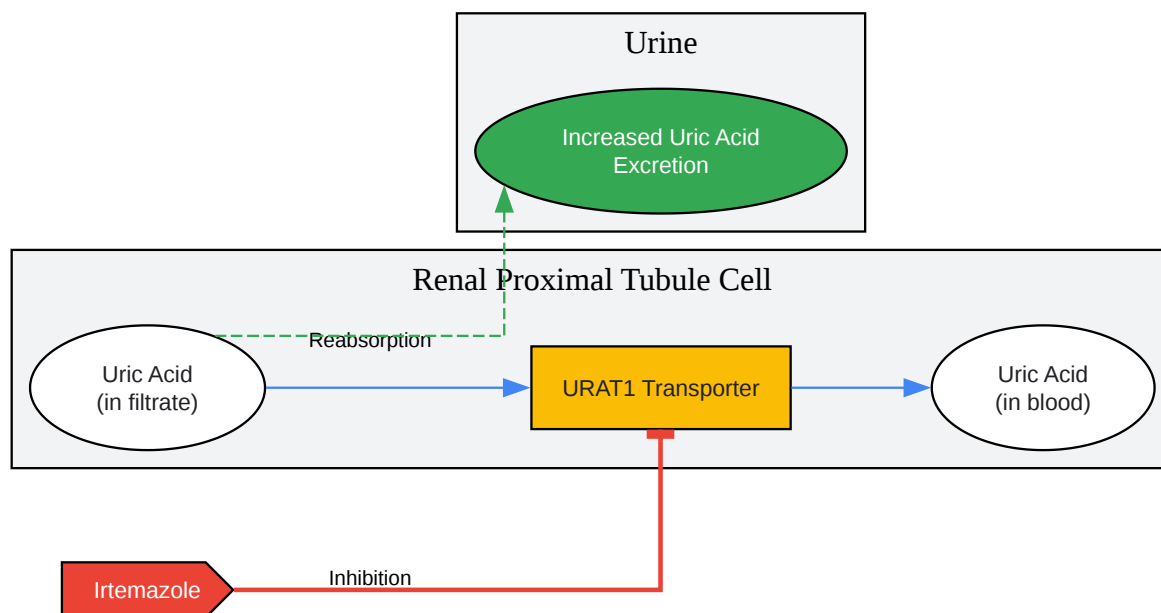 Urine
Increased Uric Acid
Excretion
Renal Proximal Tubule Cell
Reabsorption
Uric Acid
(in filtrate)
URAT1 Transporter
Uric Acid
(in blood)
Inhibition
Irtemazole